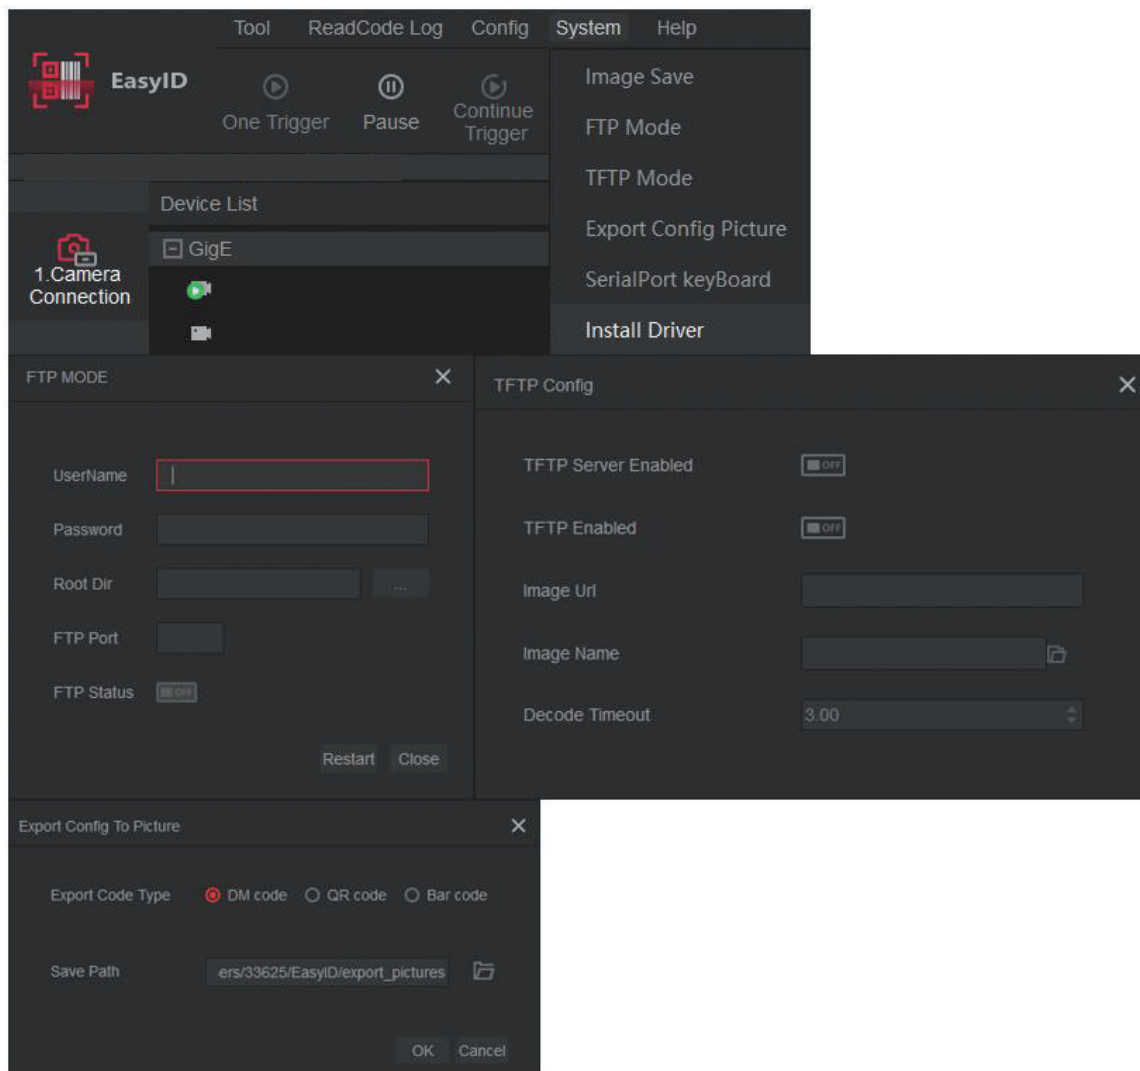 Tool ReadCode Log Config System Help
EasyID
One Trigger
Pause
Continue
Trigger
Image Save
FTP Mode
TFTP Mode
Export Config Picture
SerialPort keyBoard
Install Driver
Device List
GigE
1.Camera
Connection
FTP MODE
UserName
Password
Root Dir ...
FTP Port
FTP Status OFF
Restart Close
TFTP Config
TFTP Server Enabled OFF
TFTP Enabled OFF
Image Url
Image Name
Decode Timeout 3.00
Export Config To Picture
Export Code Type DM code QR code Bar code
Save Path ers/33625/EasyID/export_pictures
OK Cancel